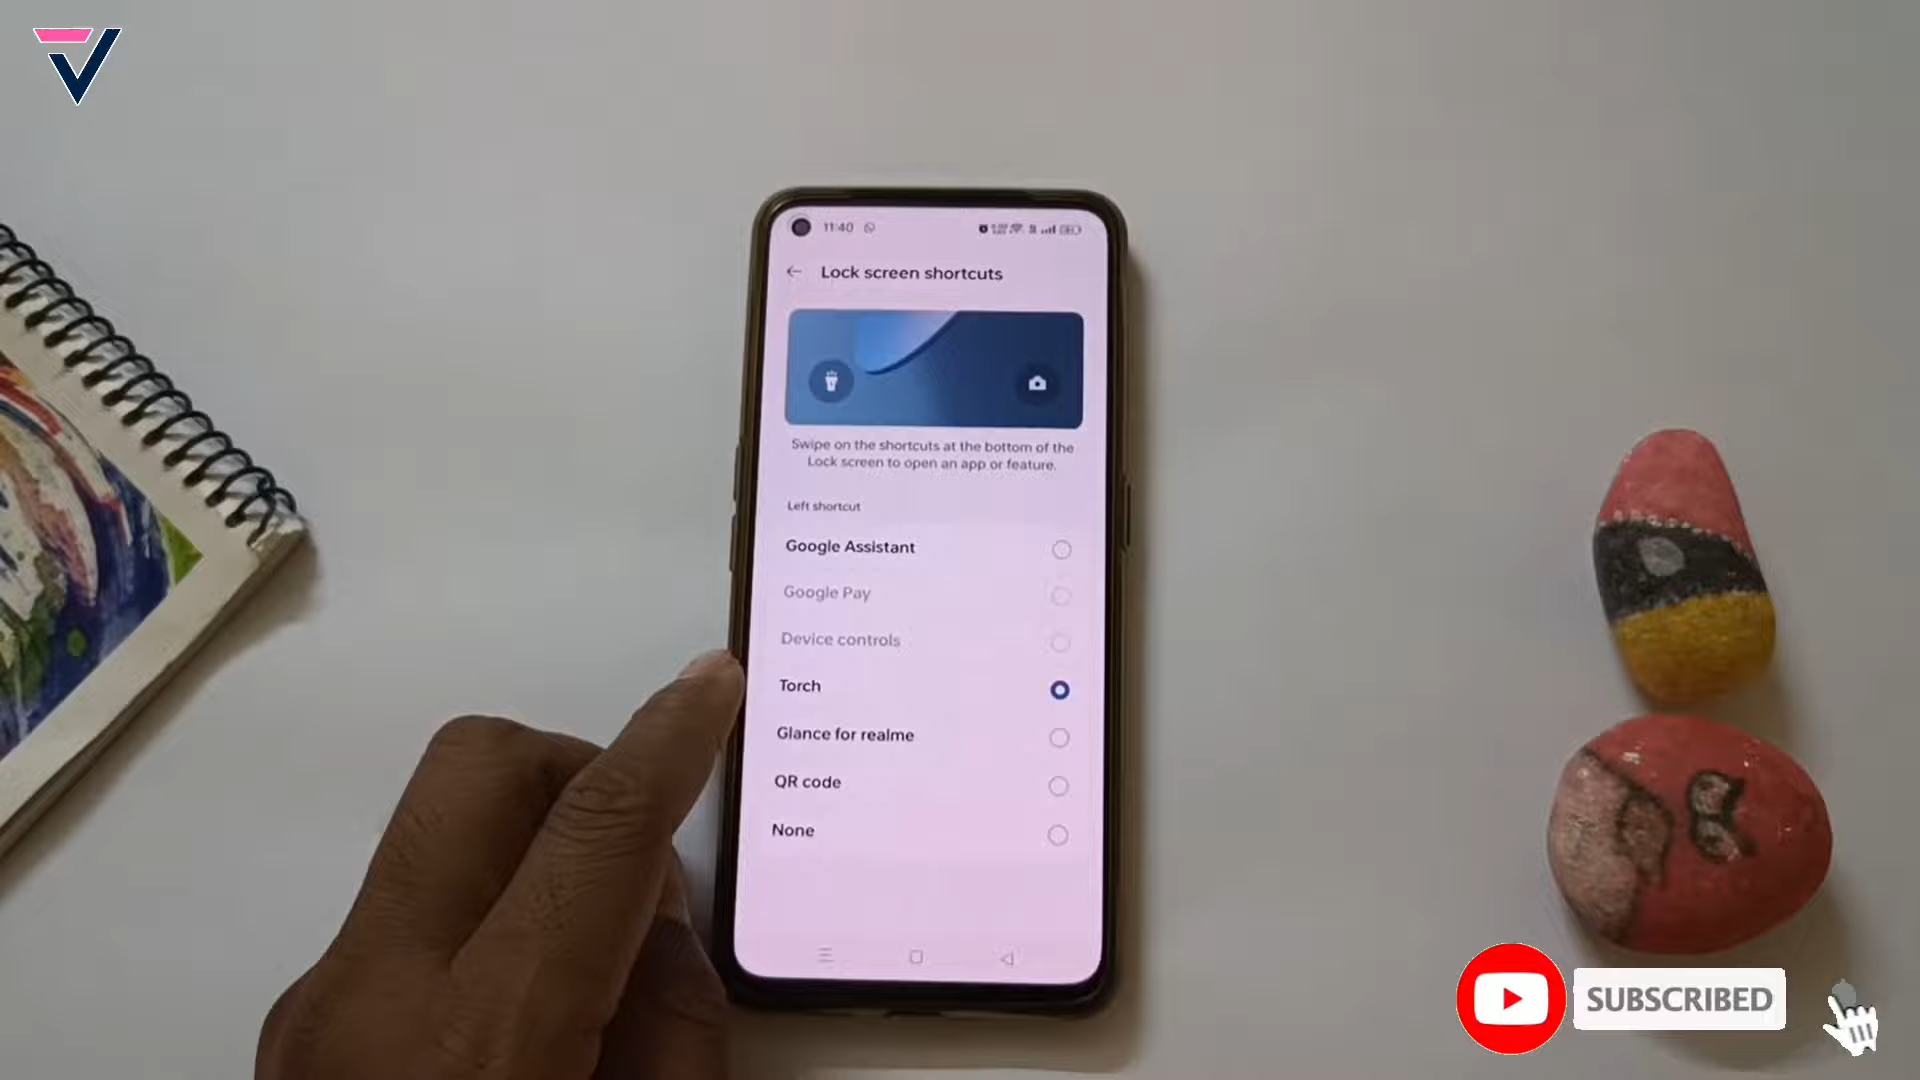 11:40
Lock screen shortcuts
Swipe on the shortcuts at the bottom of the
Lock screen to open an app or feature.
Left shortcut
Google Assistant
Google Pay
Device controls
Torch
Glance for realme
QR code
None
SUBSCRIBED